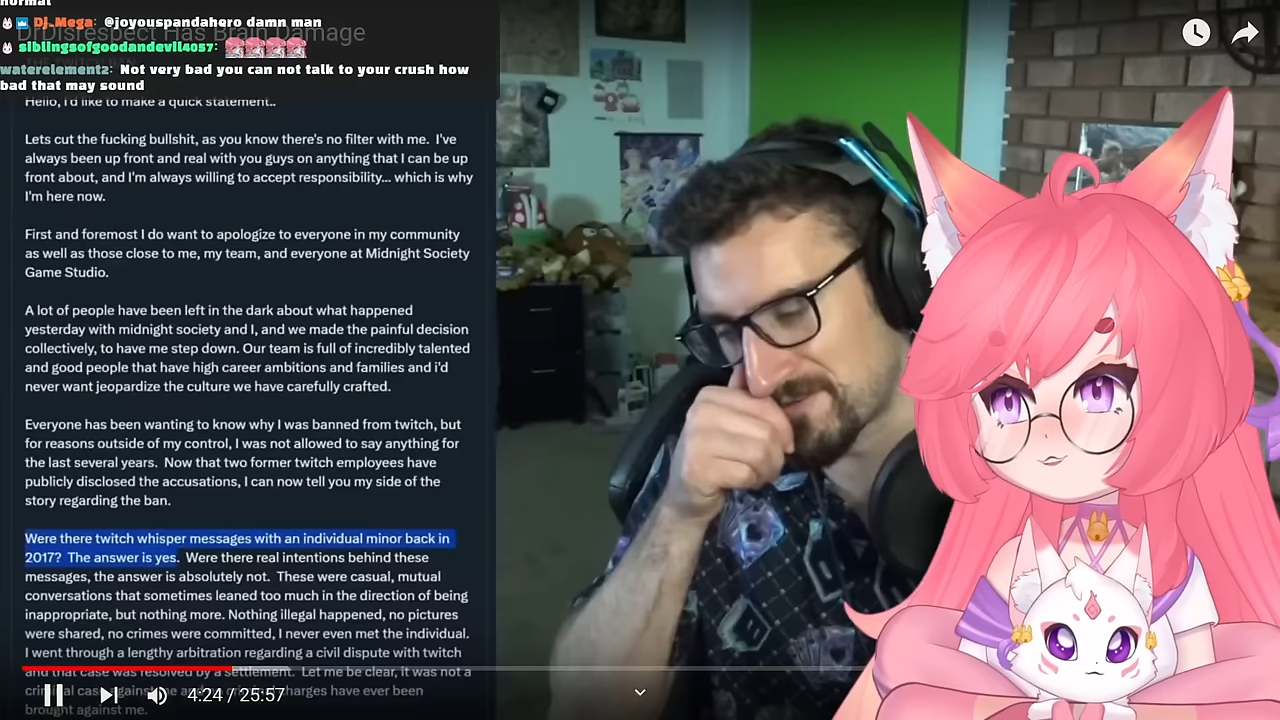 normal
Dj_Mega: @joyouspandahero damn man
DrDisrespect Has Brain Damage
siblingsofgoodandevil4057:
waterelement2: Not very bad you can not talk to your crush how
bad that may sound
Hello, I'd like to make a quick statement..
Lets cut the fucking bullshit, as you know there's no filter with me.  I've
always been up front and real with you guys on anything that I can be up
front about, and I'm always willing to accept responsibility... which is why
I'm here now.
First and foremost I do want to apologize to everyone in my community
as well as those close to me, my team, and everyone at Midnight Society
Game Studio.
A lot of people have been left in the dark about what happened
yesterday with midnight society and I, and we made the painful decision
collectively, to have me step down. Our team is full of incredibly talented
and good people that have high career ambitions and families and i'd
never want jeopardize the culture we have carefully crafted.
Everyone has been wanting to know why I was banned from twitch, but
for reasons outside of my control, I was not allowed to say anything for
the last several years.  Now that two former twitch employees have
publicly disclosed the accusations, I can now tell you my side of the
story regarding the ban.
Were there twitch whisper messages with an individual minor back in
2017?  The answer is yes.  Were there real intentions behind these
messages, the answer is absolutely not.  These were casual, mutual
conversations that sometimes leaned too much in the direction of being
inappropriate, but nothing more. Nothing illegal happened, no pictures
were shared, no crimes were committed, I never even met the individual.
I went through a lengthy arbitration regarding a civil dispute with twitch
and that case was resolved by a settlement.  Let me be clear, it was not a
charges have ever been
brought against me.
4:24 / 25:57